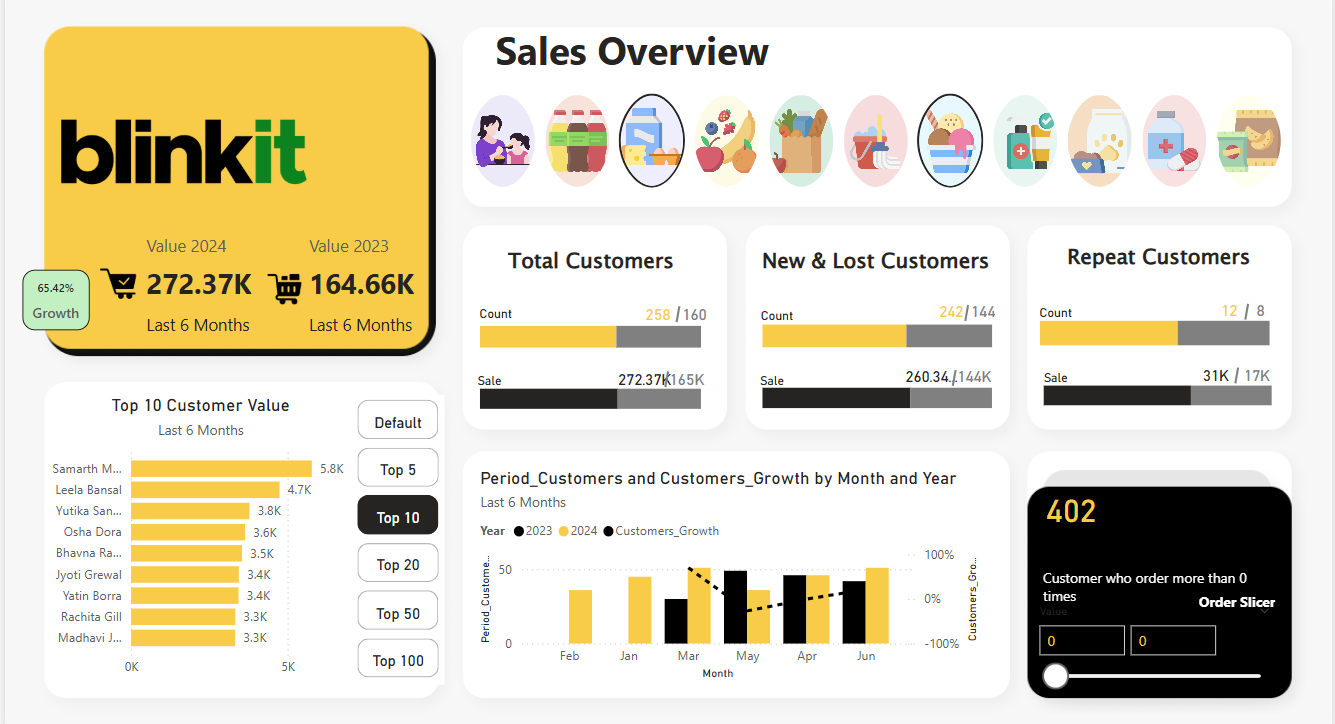 blinkit
Value 2024
Value 2023
272.37K
164.66K
Last 6 Months
Last 6 Months
65.42%
Growth
Sales Overview
Total Customers
Count
258 / 160
Sale
272.37K/165K
New & Lost Customers
Count
242/ 144
Sale
260.34./144K
Repeat Customers
Count
12 / 8
Sale
31K / 17K
Top 10 Customer Value
Last 6 Months
Samarth M... 5.8K
Leela Bansal 4.7K
Yutika San... 3.8K
Osha Dora 3.6K
Bhavna Ra... 3.5K
Jyoti Grewal 3.4K
Yatin Borra 3.4K
Rachita Gill 3.3K
Madhavi J... 3.3K
0K 5K
Default
Top 5
Top 10
Top 20
Top 50
Top 100
Period_Customers and Customers_Growth by Month and Year
Last 6 Months
Year 2023 2024 Customers_Growth
Period_Custome...
50
0
100%
0%
-100%
Customers_Gro...
Feb Jan Mar May Apr Jun
Month
402
Customer who order more than 0
times
Order Slicer
Value
0 0